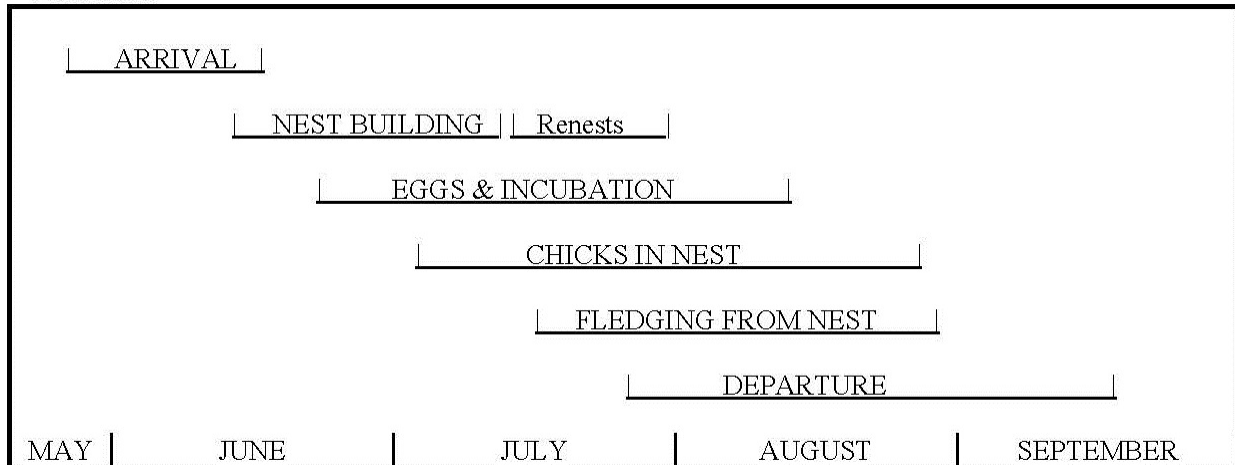 ARRIVAL
NEST BUILDING Renests
EGGS & INCUBATION
CHICKS IN NEST
FLEDGING FROM NEST
DEPARTURE
MAY JUNE JULY AUGUST SEPTEMBER